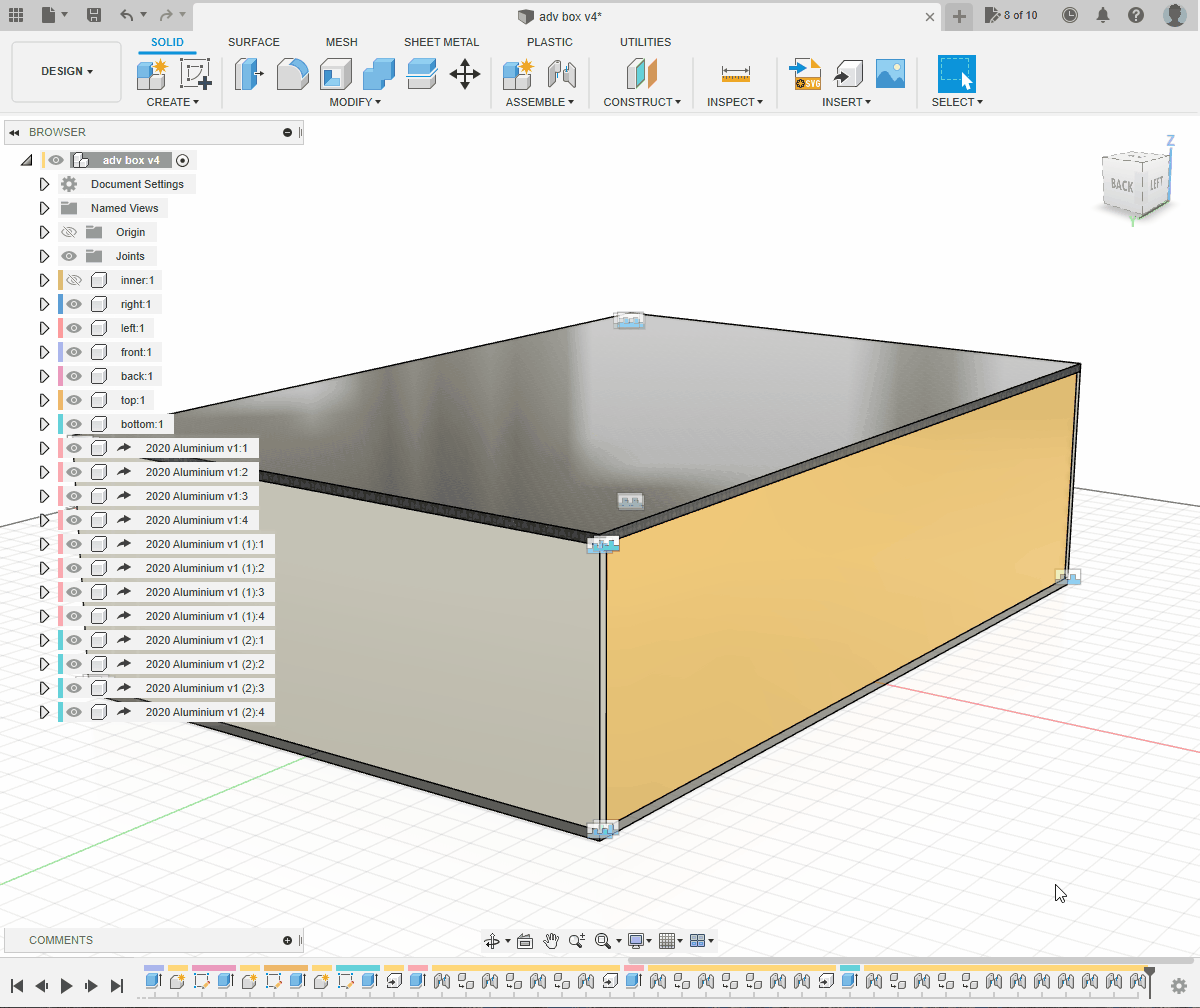 adv box v4*
8 of 10
SOLID SURFACE MESH SHEET METAL PLASTIC UTILITIES
DESIGN
SVG
CREATE MODIFY ASSEMBLE CONSTRUCT INSPECT INSERT SELECT
BROWSER
adv box v4
Document Settings
Named Views
Origin
Joints
inner:1
right:1
left:1
front:1
back:1
top:1
bottom:1
2020 Aluminium v1:1
2020 Aluminium v1:2
2020 Aluminium v1:3
2020 Aluminium v1:4
2020 Aluminium v1 (1):1
2020 Aluminium v1 (1):2
2020 Aluminium v1 (1):3
2020 Aluminium v1 (1):4
2020 Aluminium v1 (2):1
2020 Aluminium v1 (2):2
2020 Aluminium v1 (2):3
2020 Aluminium v1 (2):4
Z
BACK LEFT
Y
COMMENTS